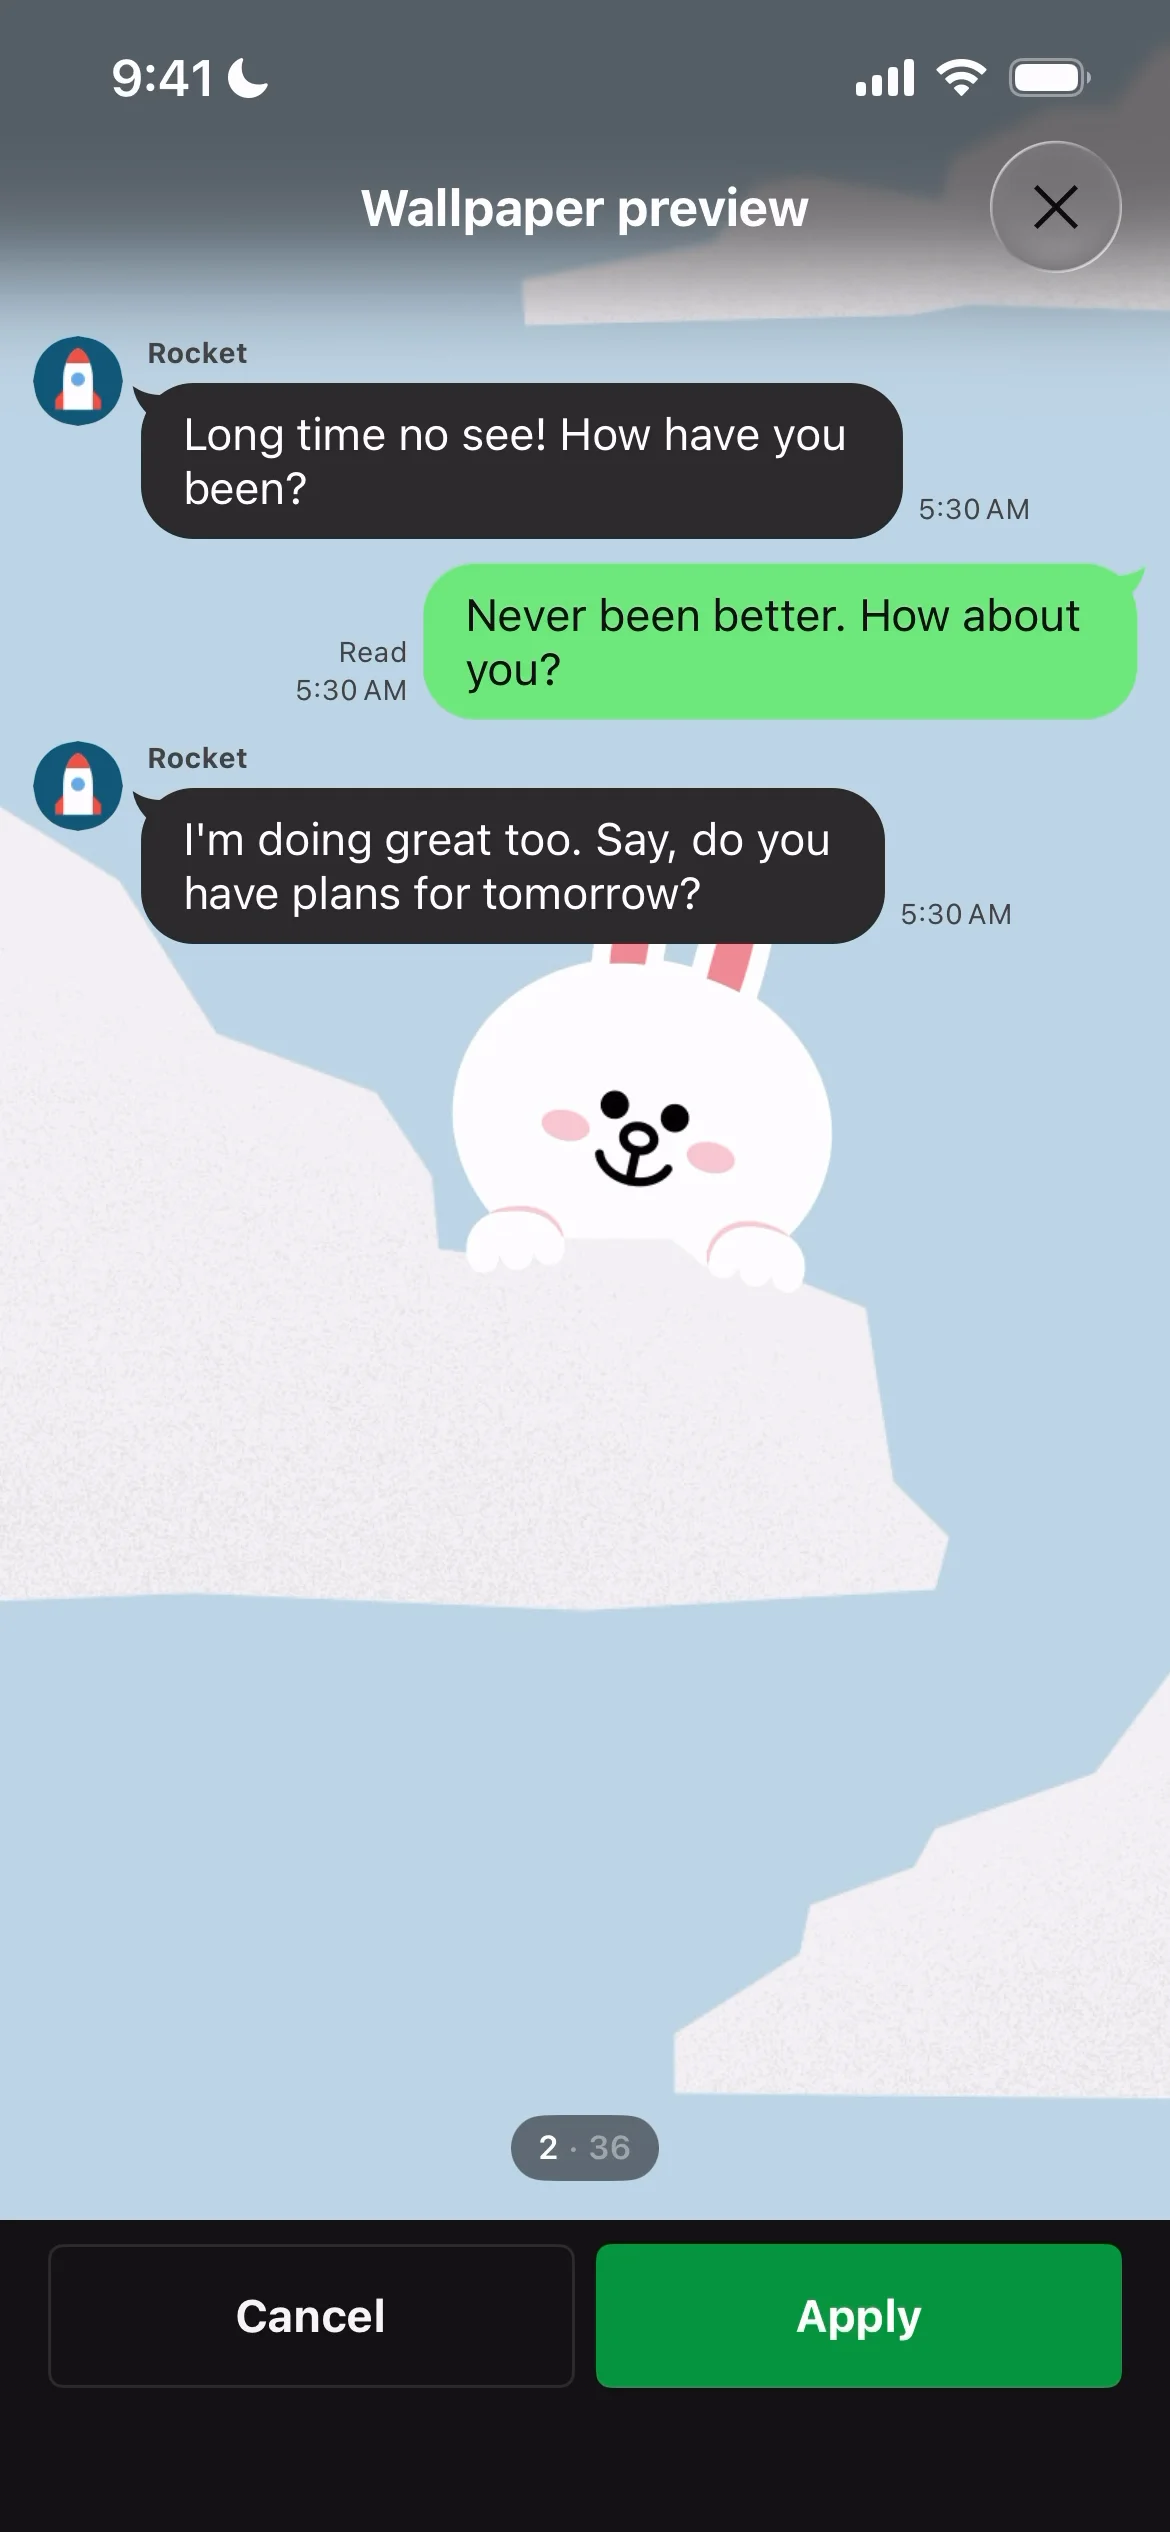 9:41
Wallpaper preview
Rocket
Long time no see! How have you
been?
5:30 AM
Never been better. How about
you?
Read
5:30 AM
Rocket
I'm doing great too. Say, do you
have plans for tomorrow?
5:30 AM
2 · 36
Cancel
Apply